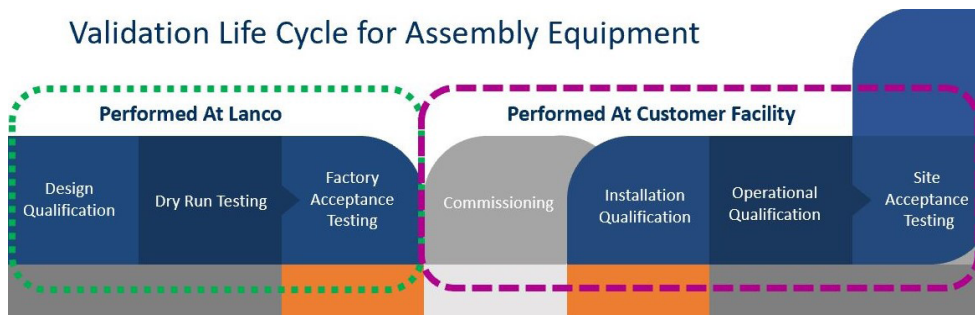 Validation Life Cycle for Assembly Equipment
Performed At Lanco
Performed At Customer Facility
Design
Qualification
Dry Run Testing
Factory
Acceptance
Testing
Commissioning
Installation
Qualification
Operational
Qualification
Site
Acceptance
Testing